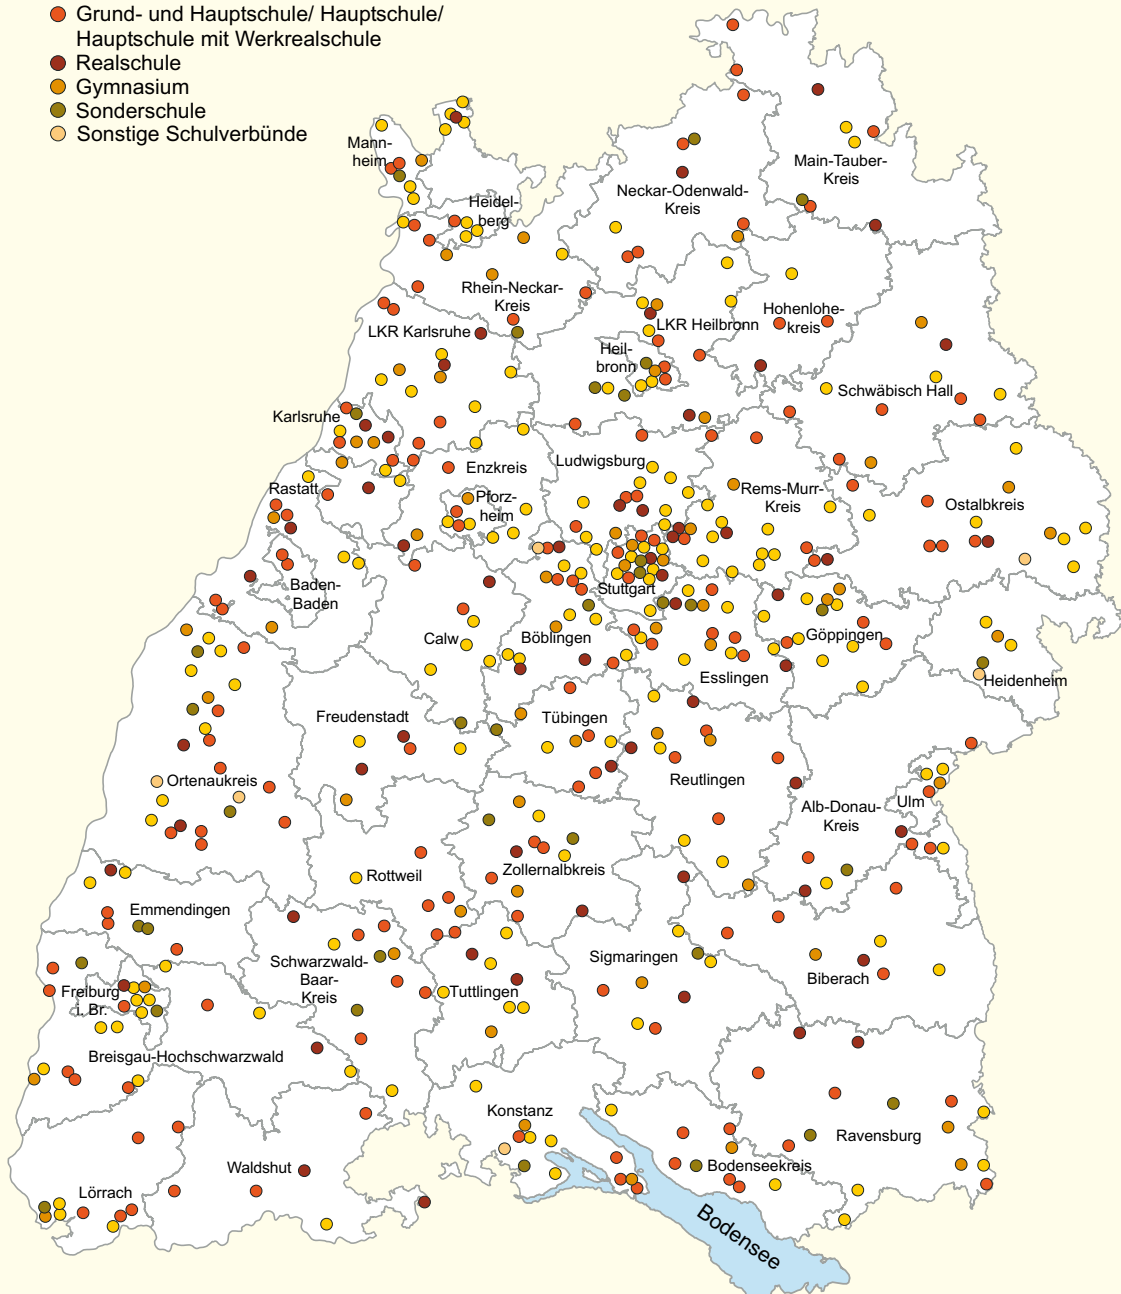 Grund- und Hauptschule/ Hauptschule/
Hauptschule mit Werkrealschule
Realschule
Gymnasium
Sonderschule
Sonstige Schulverbünde
Mann-
heim
Main-Tauber-
Kreis
Neckar-Odenwald-
Kreis
Heidel-
berg
Rhein-Neckar-
Kreis
Hohenlohe-
kreis
LKR Karlsruhe
LKR Heilbronn
Heil-
bronn
Schwäbisch Hall
Karlsruhe
Ludwigsburg
Enzkreis
Rastatt
Pforz-
heim
Rems-Murr-
Kreis
Ostalbkreis
Baden-
Baden
Stuttgart
Calw
Böblingen
Göppingen
Esslingen
Heidenheim
Freudenstadt
Tübingen
Ortenaukreis
Reutlingen
Alb-Donau-
Kreis
Ulm
Rottweil
Zollernalbkreis
Emmendingen
Schwarzwald-
Baar-
Kreis
Sigmaringen
Biberach
Freiburg
i. Br.
Tuttlingen
Breisgau-Hochschwarzwald
Konstanz
Ravensburg
Waldshut
Bodenseekreis
Lörrach
Bodensee